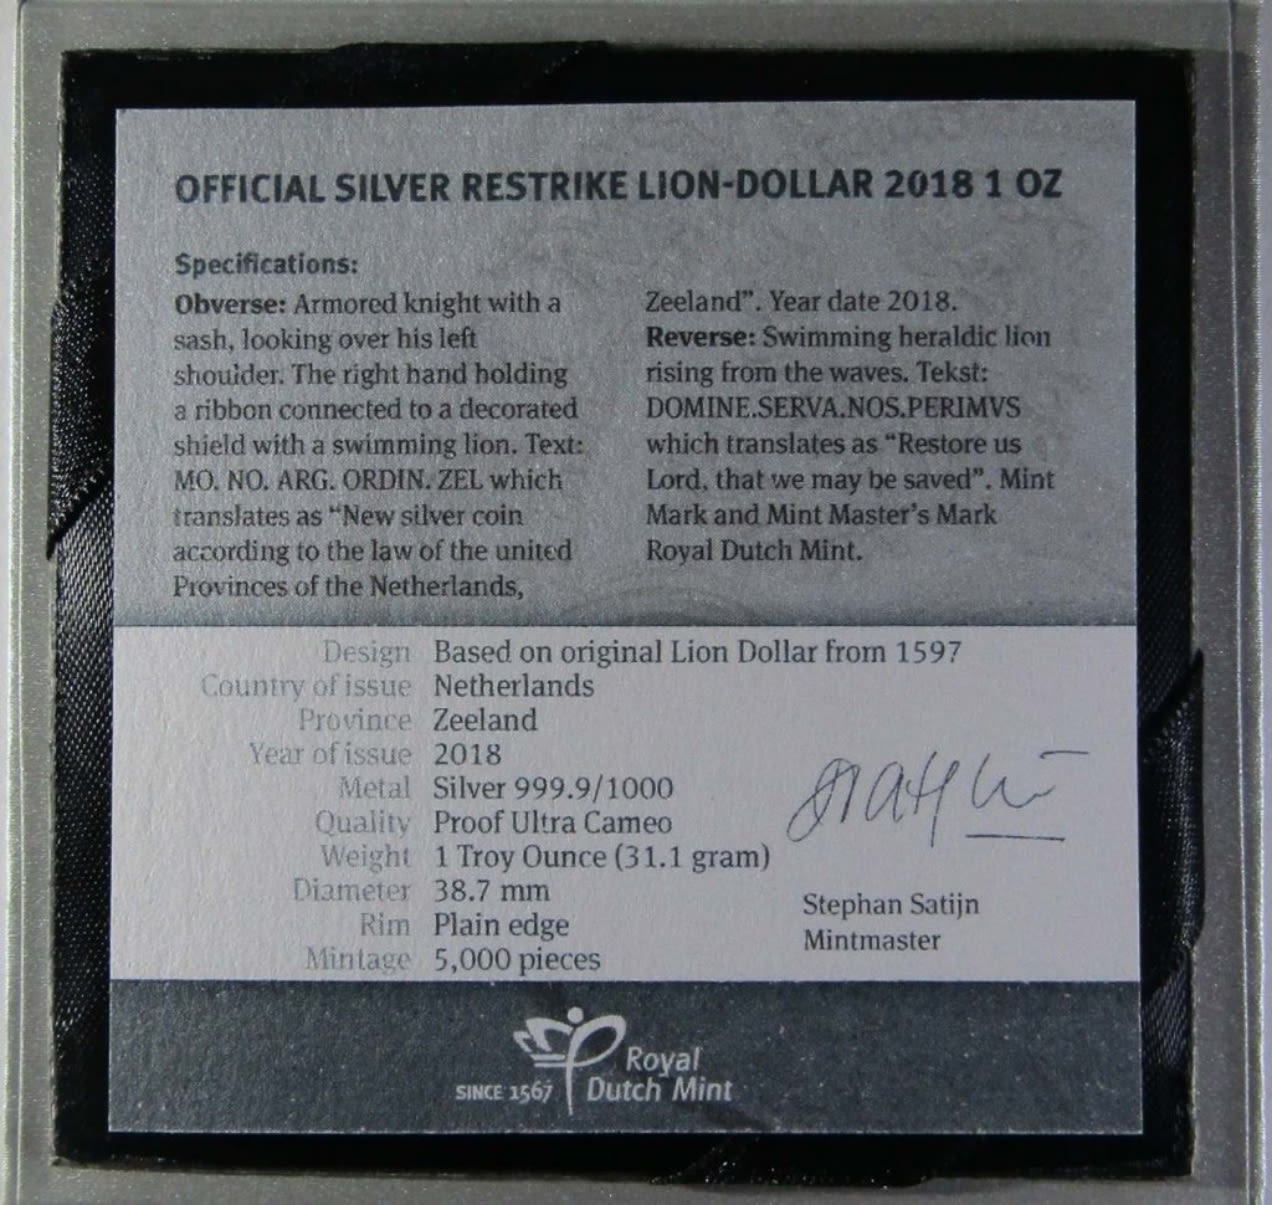 OFFICIAL SILVER RESTRIKE LION-DOLLAR 2018 1 OZ
Specifications:
Obverse: Armored knight with a
sash, looking over his left
shoulder. The right hand holding
a ribbon connected to a decorated
shield with a swimming lion. Text:
MO. NO. ARG. ORDIN. ZEL which
translates as “New silver coin
according to the law of the united
Provinces of the Netherlands,
Zeeland”. Year date 2018.
Reverse: Swimming heraldic lion
rising from the waves. Tekst:
DOMINE.SERVA.NOS.PERIMVS
which translates as “Restore us
Lord, that we may be saved”. Mint
Mark and Mint Master’s Mark
Royal Dutch Mint.
Design Based on original Lion Dollar from 1597
Country of issue Netherlands
Province Zeeland
Year of issue 2018
Metal Silver 999.9/1000
Quality Proof Ultra Cameo
Weight 1 Troy Ounce (31.1 gram)
Diameter 38.7 mm
Rim Plain edge
Mintage 5,000 pieces
Stephan Satijn
Mintmaster
SINCE 1567
Royal
Dutch Mint